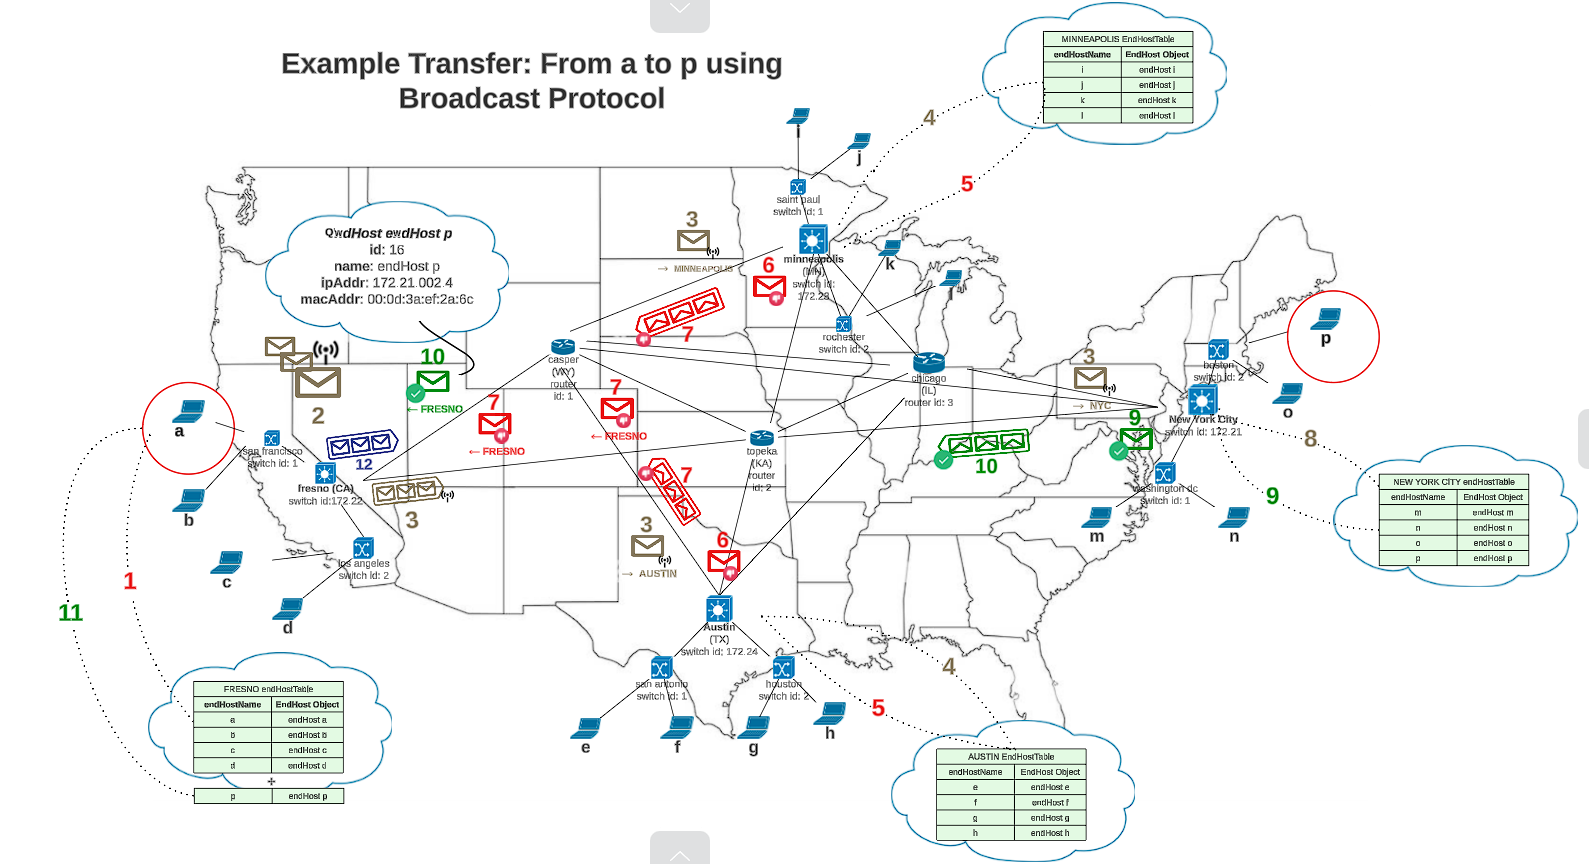 Example Transfer: From a to p using
Broadcast Protocol
MINNEAPOLIS EndHostTable
endHostName EndHost Object
i endHost i
j endHost j
k endHost k
l endHost l
4
5
i
j
saint paul
switch id: 1
minneapolis
(MN)
switch id:
172.23
k
l
rochester
switch id: 2
endHost p
id: 16
name: endHost p
ipAddr: 172.21.002.4
macAddr: 00:0d:3a:ef:2a:6c
3
→ MINNEAPOLIS
6
7
casper
(WY)
router
id: 1
chicago
(IL)
router id: 3
3
→ NYC
p
boston
switch id: 2
o
New York City
switch id: 172.21
2
10
← FRESNO
7
← FRESNO
7
← FRESNO
a
san francisco
switch id: 1
12
fresno (CA)
switch id:172.22
3
b
topeka
(KA)
router
id: 2
7
10
9
8
9
washington dc
switch id: 1
m
n
NEW YORK CITY endHostTable
endHostName EndHost Object
m endHost m
n endHost n
o endHost o
p endHost p
c
los angeles
switch id: 2
d
1
11
3
→ AUSTIN
6
Austin
(TX)
switch id: 172.24
san antonio
switch id: 1
houston
switch id: 2
e
f
g
h
4
5
FRESNO endHostTable
endHostName EndHost Object
a endHost a
b endHost b
c endHost c
d endHost d
+
p endHost p
AUSTIN EndHostTable
endHostName EndHost Object
e endHost e
f endHost f
g endHost g
h endHost h